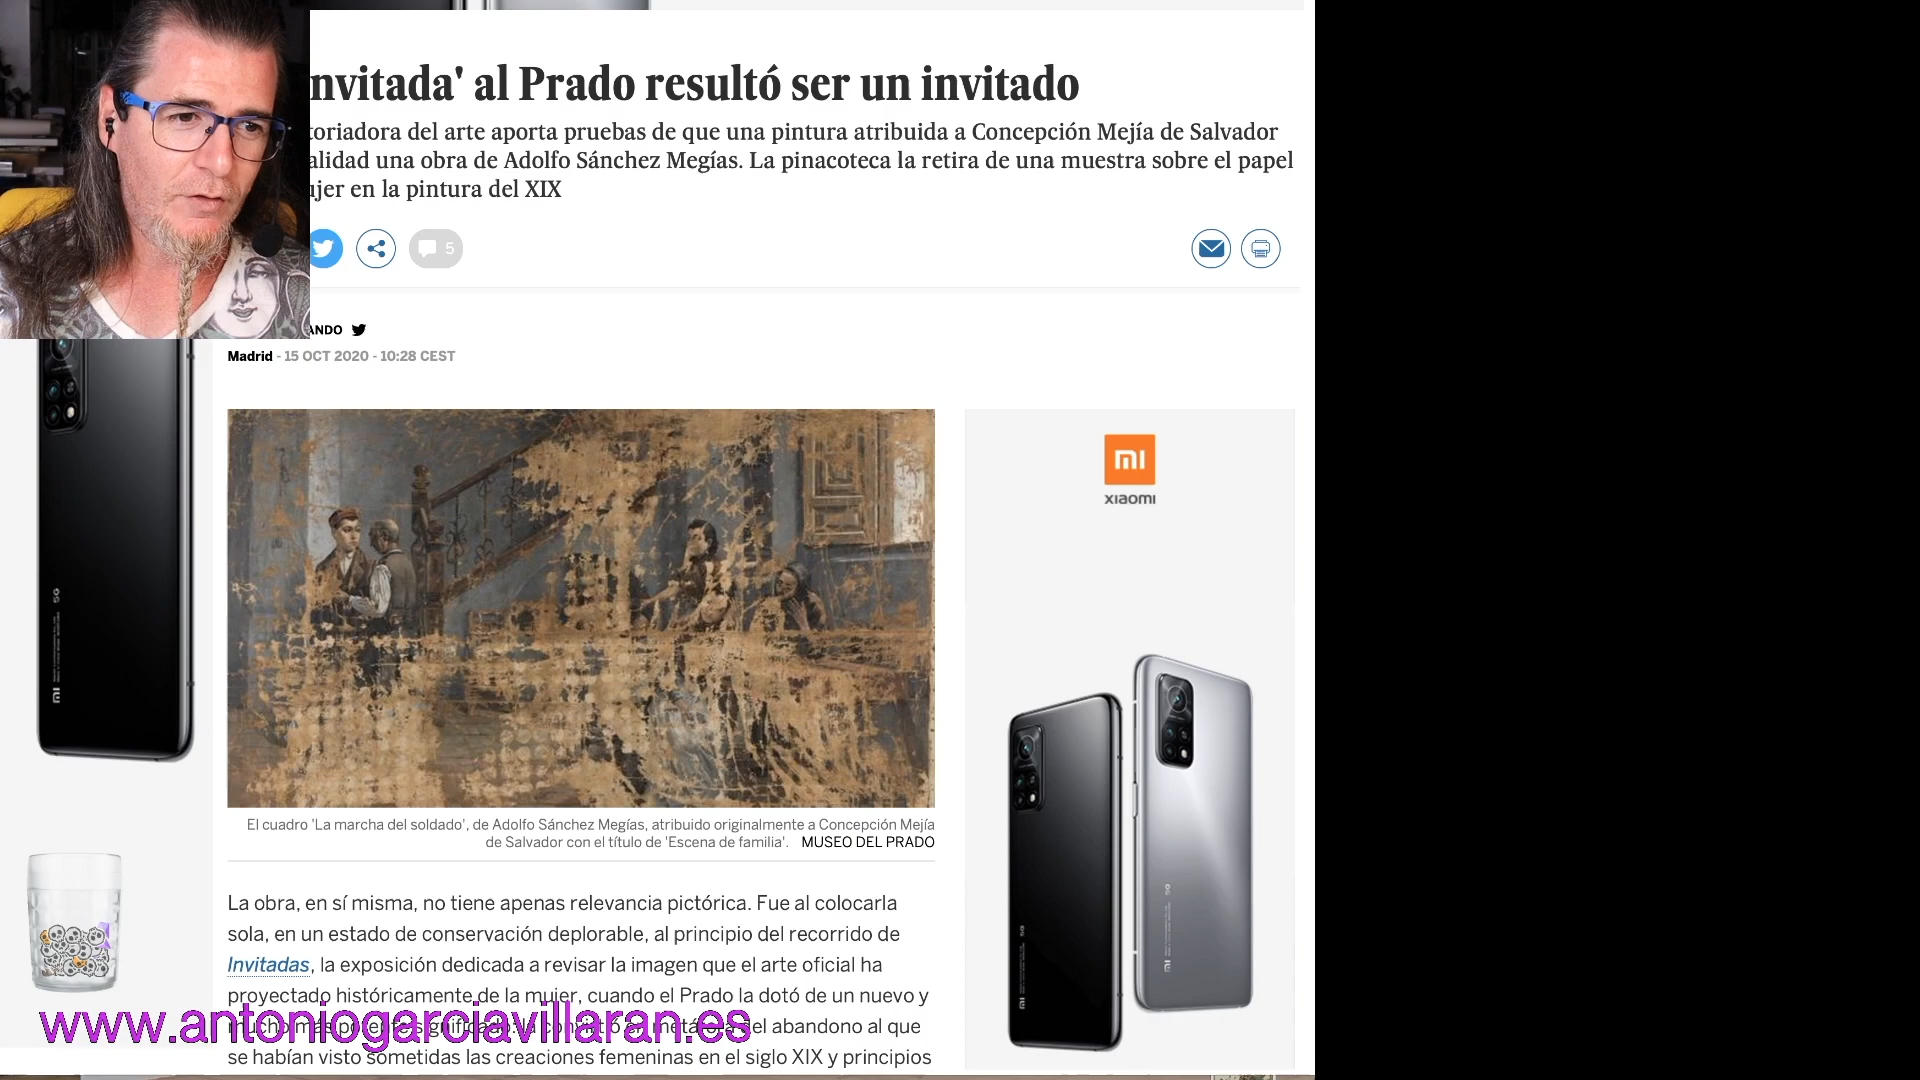 nvitada' al Prado resultó ser un invitado
toriadora del arte aporta pruebas de que una pintura atribuida a Concepción Mejía de Salvador
alidad una obra de Adolfo Sánchez Megías. La pinacoteca la retira de una muestra sobre el papel
ujer en la pintura del XIX
5
ANDO
Madrid - 15 OCT 2020 - 10:28 CEST
xiaomi
5G
El cuadro 'La marcha del soldado', de Adolfo Sánchez Megías, atribuido originalmente a Concepción Mejía
de Salvador con el título de 'Escena de familia'. MUSEO DEL PRADO
La obra, en sí misma, no tiene apenas relevancia pictórica. Fue al colocarla
sola, en un estado de conservación deplorable, al principio del recorrido de
Invitadas, la exposición dedicada a revisar la imagen que el arte oficial ha
proyectado históricamente de la mujer, cuando el Prado la dotó de un nuevo y
www.antoniogarciavillaran.es
del abandono al que
se habían visto sometidas las creaciones femeninas en el siglo XIX y principios